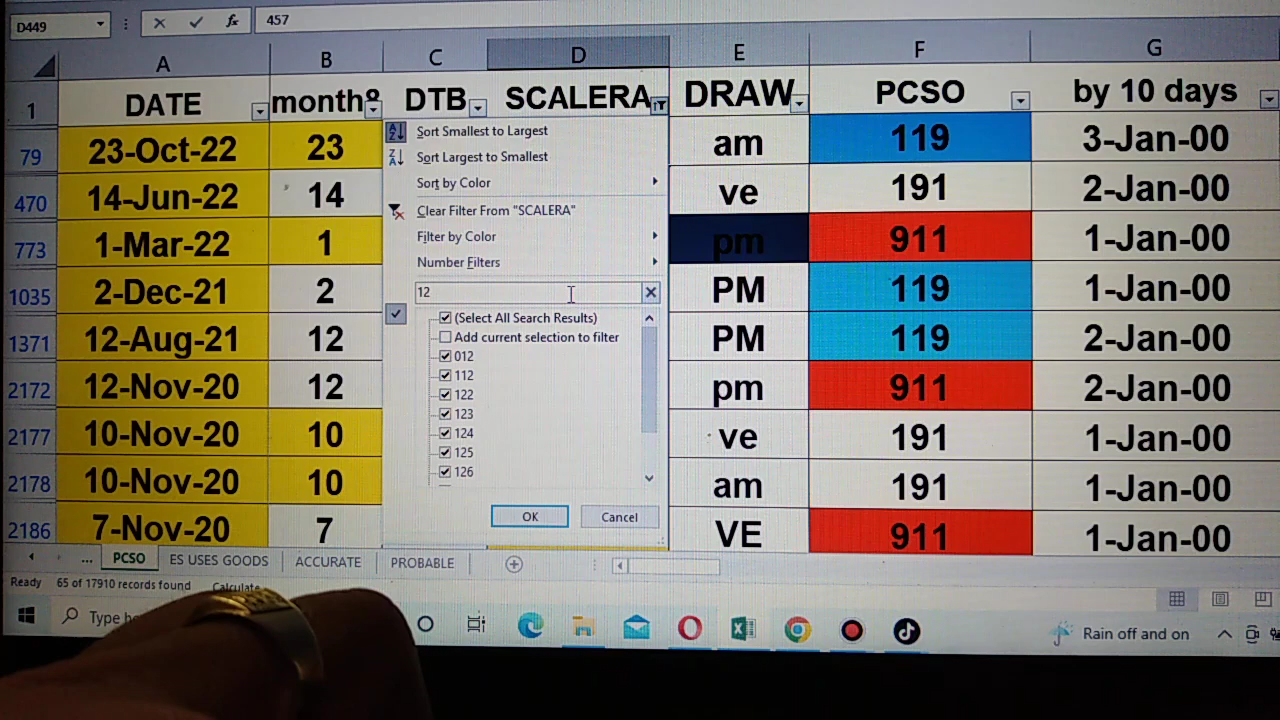 D449 fx 457
A B C D E F G
1 DATE DTB SCALERA DRAW PCSO by 10 days
79 23-Oct-22 23 am 119 3-Jan-00
470 14-Jun-22 14 ve 191 2-Jan-00
773 1-Mar-22 1 pm 911 1-Jan-00
1035 2-Dec-21 2 PM 119 1-Jan-00
1371 12-Aug-21 12 PM 119 2-Jan-00
2172 12-Nov-20 12 pm 911 2-Jan-00
2177 10-Nov-20 10 ve 191 1-Jan-00
2178 10-Nov-20 10 am 191 1-Jan-00
2186 7-Nov-20 7 VE 911 1-Jan-00
Sort Smallest to Largest
Sort Largest to Smallest
Sort by Color
Clear Filter From "SCALERA"
Filter by Color
Number Filters
12
(Select All Search Results)
Add current selection to filter
012
112
122
123
124
125
126
OK Cancel
... PCSO ES USES GOODS ACCURATE PROBABLE
Ready 65 of 17910 records found Calculate
Type Rain off and on